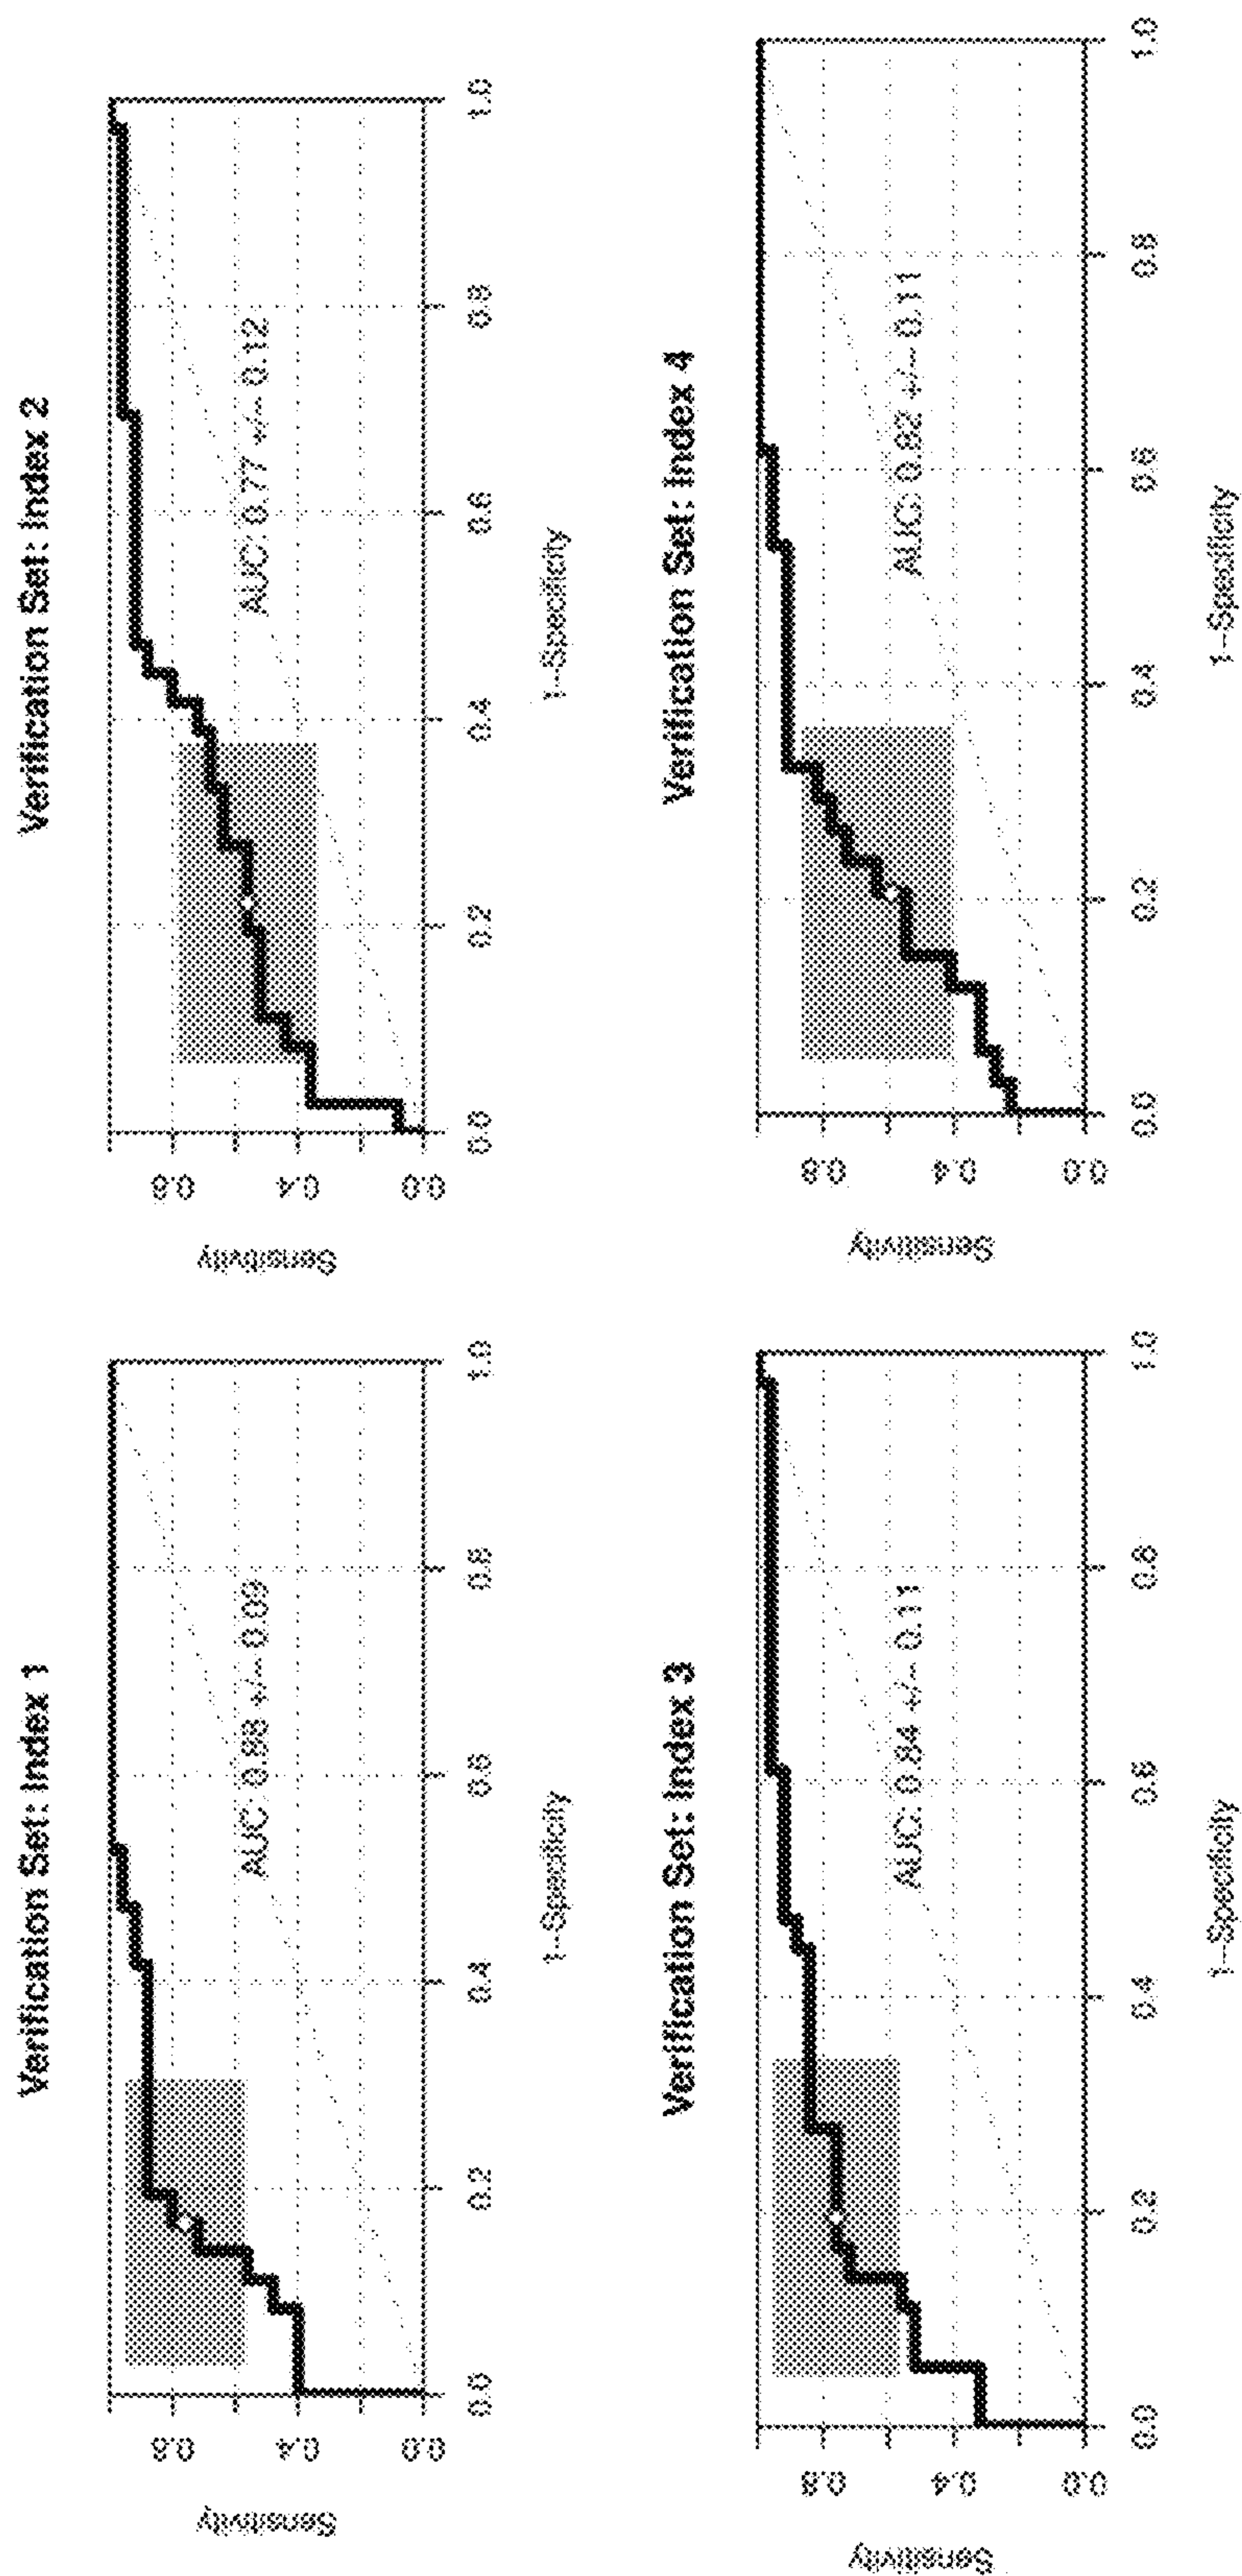 Verification Set: Index 1
Sensitivity
0.8
0.4
0.0
AUC: 0.88 +/- 0.09
0.0 0.2 0.4 0.6 0.8 1.0
1-Specificity
Verification Set: Index 2
Sensitivity
0.8
0.4
0.0
AUC: 0.77 +/- 0.12
0.0 0.2 0.4 0.6 0.8 1.0
1-Specificity
Verification Set: Index 3
Sensitivity
0.8
0.4
0.0
AUC: 0.84 +/- 0.11
0.0 0.2 0.4 0.6 0.8 1.0
1-Specificity
Verification Set: Index 4
Sensitivity
0.8
0.4
0.0
AUC: 0.82 +/- 0.11
0.0 0.2 0.4 0.6 0.8 1.0
1-Specificity